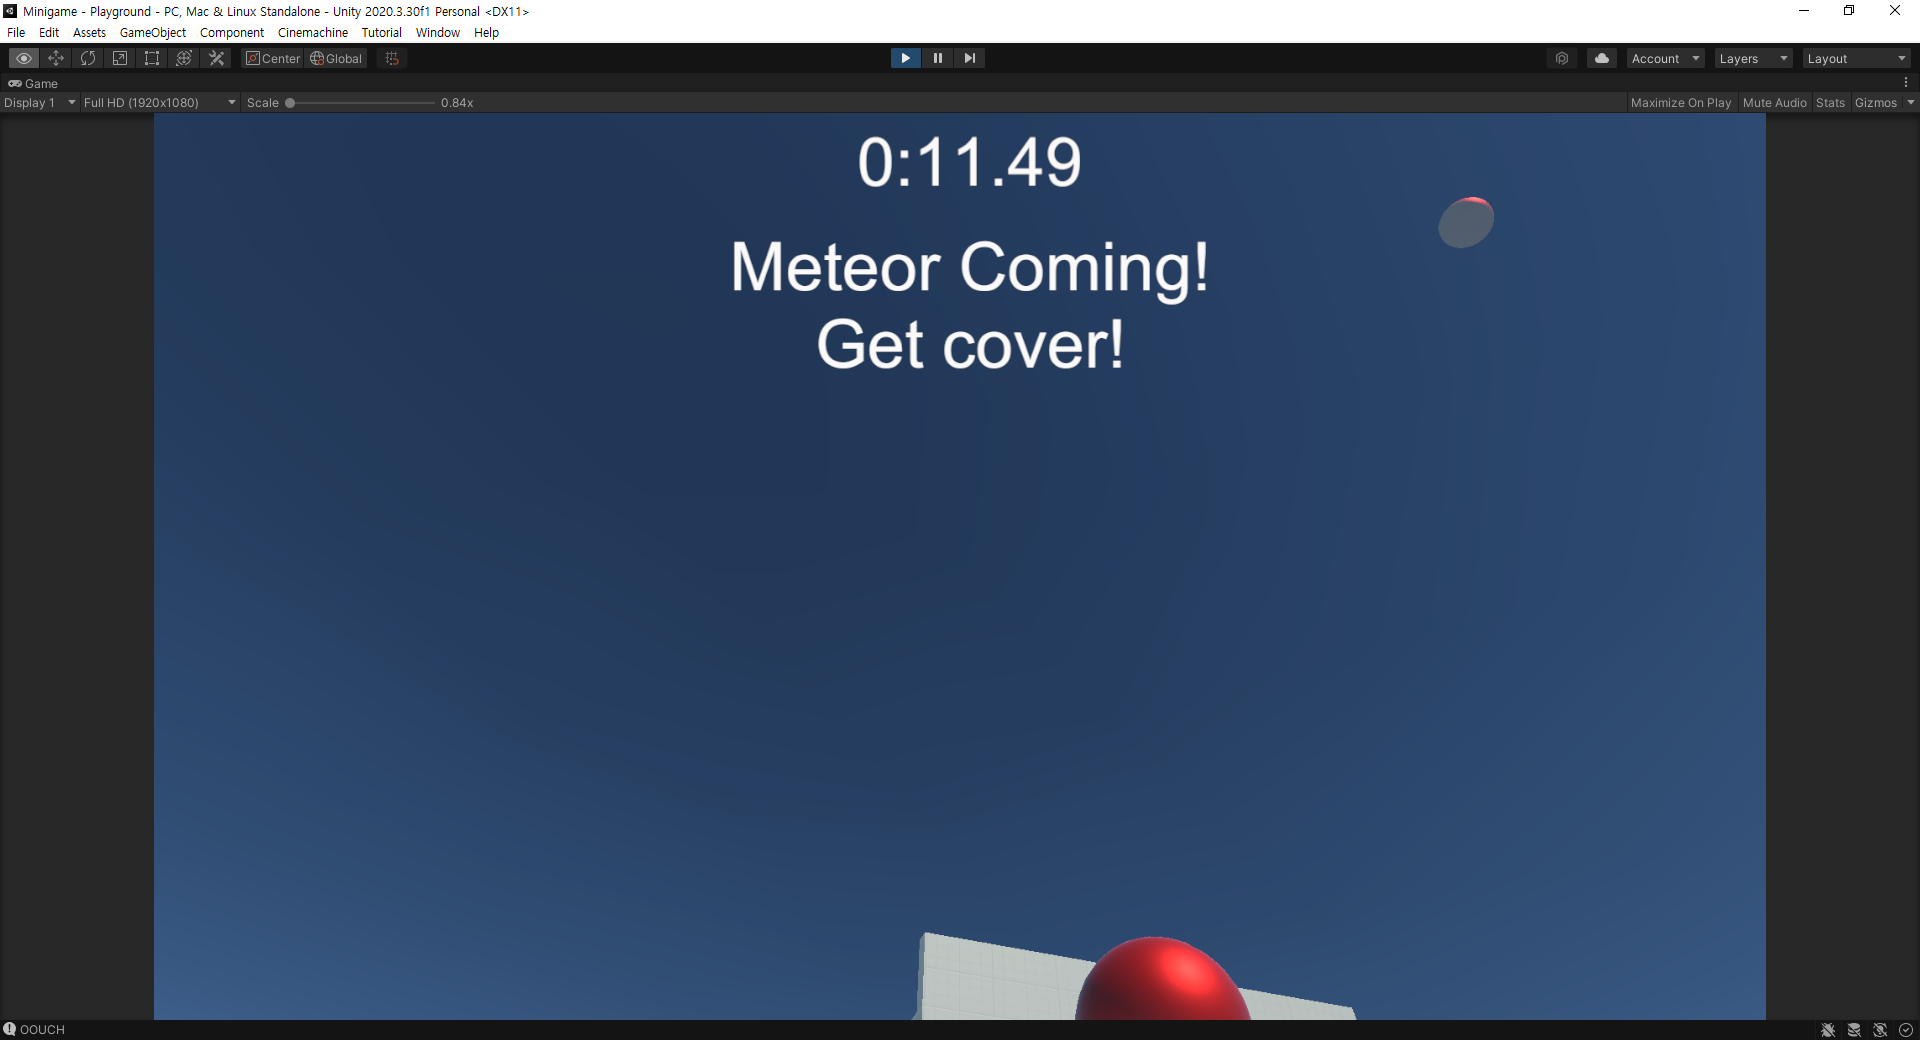 Minigame - Playground - PC, Mac & Linux Standalone - Unity 2020.3.30f1 Personal <DX11>
File Edit Assets GameObject Component Cinemachine Tutorial Window Help
Center Global Account Layers Layout
Game
Display 1 Full HD (1920x1080) Scale 0.84x Maximize On Play Mute Audio Stats Gizmos
0:11.49
Meteor Coming!
Get cover!
OOUCH